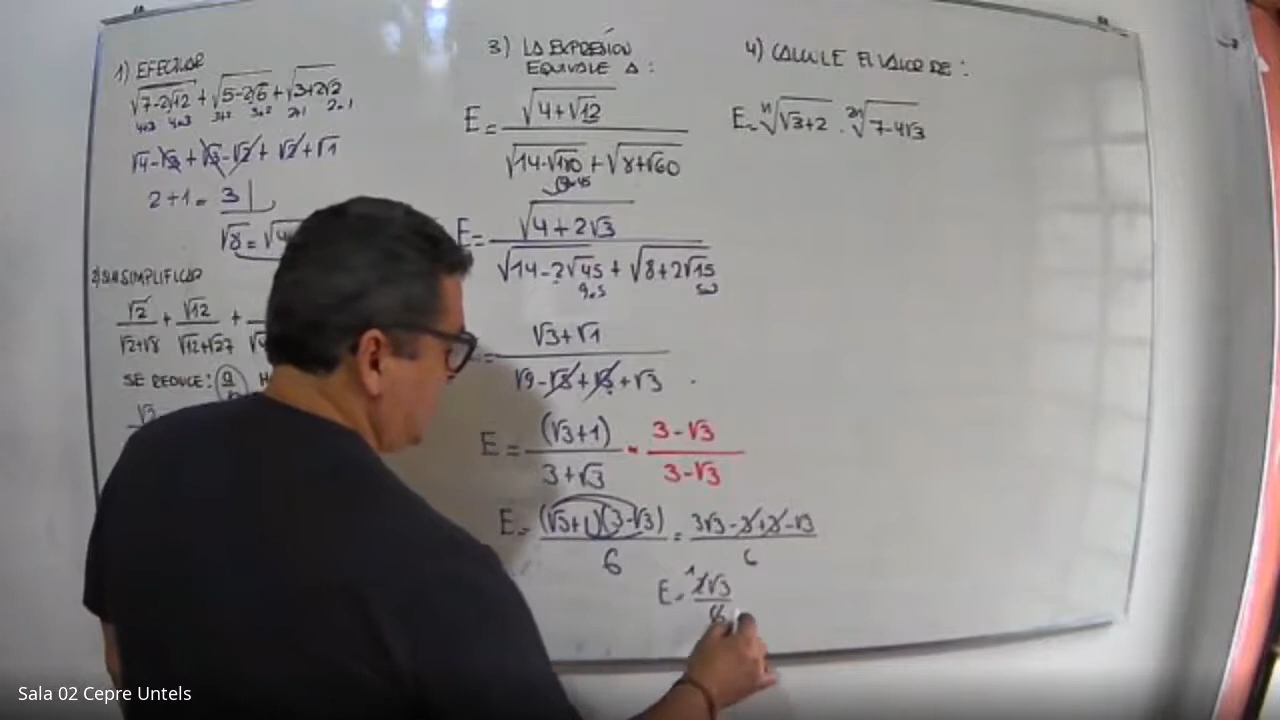 1) EFECTUAR
√7-2√12 + √5-2√6 + √3+2√2
4+3 4×3 3+2 3×2 2+1 2×1
√4-√3 + √3-√2 + √2+√1
2+1 = 3
√8 = √4
SIMPLIFICAR
√2/√2+√8 + √12/√12+√27 +
SE REDUCE: a
√3
3) LA EXPRESIÓN
EQUIVALE A :
E = √4+√12 / √14-√180 + √8+√60
E = √4+2√3 / √14-2√45 + √8+2√15
9×5
= √3+√1 / √9-√5+√5+√3
E = (√3+1) / 3+√3 · 3-√3 / 3-√3
E = (√3+1)(3-√3) / 6 = 3√3-3+3-√3 / 6
E = 2√3 / 6
1
4) CALCULE EL VALOR DE :
E = ⁿ√√3+2 · ²ⁿ√7-4√3
Sala 02 Cepre Untels